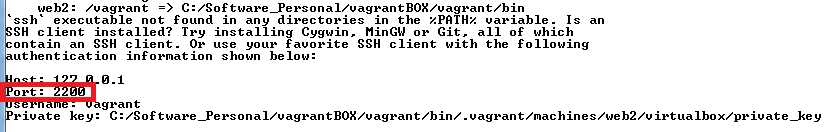 web2: /vagrant => C:/Software_Personal/vagrantBOX/vagrant/bin
`ssh` executable not found in any directories in the %PATH% variable. Is an
SSH client installed? Try installing Cygwin, MinGW or Git, all of which
contain an SSH client. Or use your favorite SSH client with the following
authentication information shown below:
Host: 127.0.0.1
Port: 2200
Username: vagrant
Private key: C:/Software_Personal/vagrantBOX/vagrant/bin/.vagrant/machines/web2/virtualbox/private_key